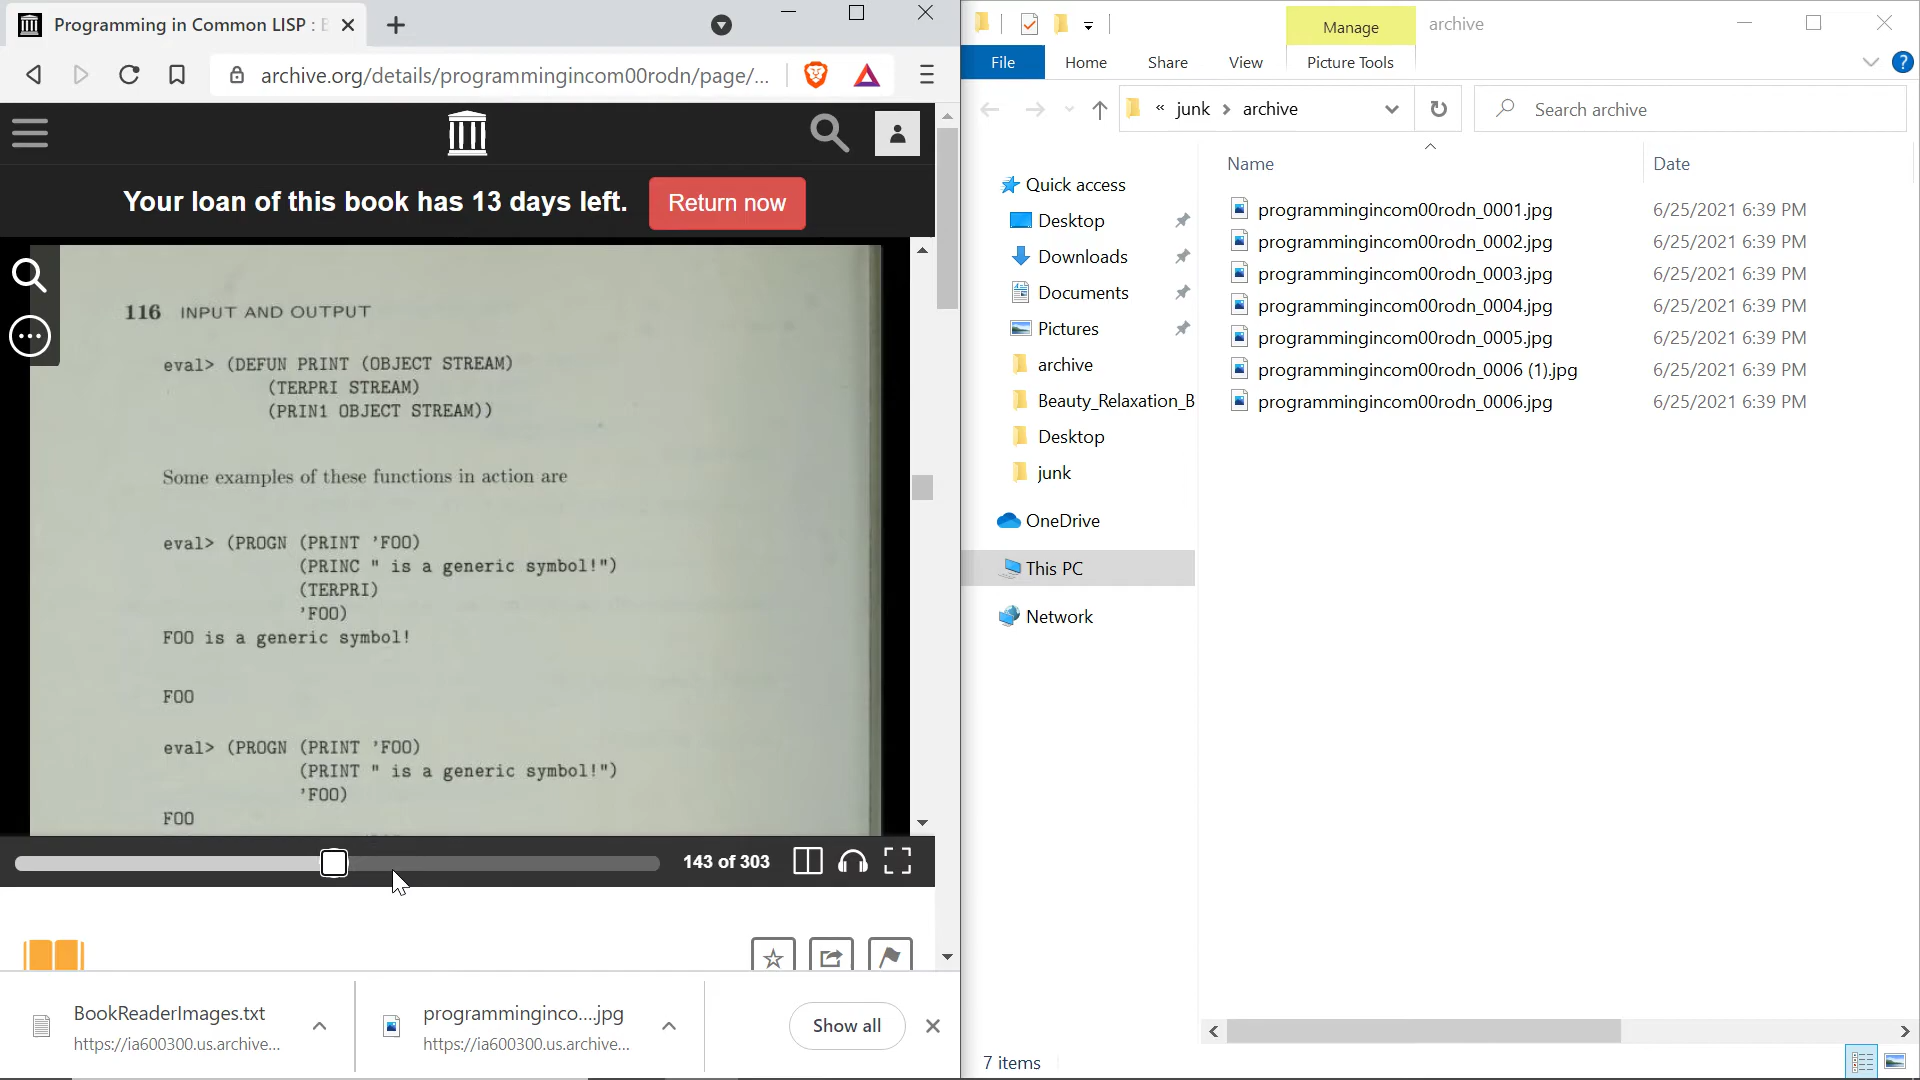 Programming in Common LISP :
archive.org/details/programmingincom00rodn/page/...
Your loan of this book has 13 days left.
Return now
116 INPUT AND OUTPUT
eval> (DEFUN PRINT (OBJECT STREAM)
(TERPRI STREAM)
(PRIN1 OBJECT STREAM))
Some examples of these functions in action are
eval> (PROGN (PRINT 'FOO)
(PRINC " is a generic symbol!")
(TERPRI)
'FOO)
FOO is a generic symbol!
FOO
eval> (PROGN (PRINT 'FOO)
(PRINT " is a generic symbol!")
'FOO)
FOO
143 of 303
BookReaderImages.txt
https://ia600300.us.archive...
programminginco....jpg
https://ia600300.us.archive...
Show all
Manage
archive
File
Home
Share
View
Picture Tools
?
« junk > archive
Search archive
Quick access
Desktop
Downloads
Documents
Pictures
archive
Beauty_Relaxation_B
Desktop
junk
OneDrive
This PC
Network
Name Date
programmingincom00rodn_0001.jpg 6/25/2021 6:39 PM
programmingincom00rodn_0002.jpg 6/25/2021 6:39 PM
programmingincom00rodn_0003.jpg 6/25/2021 6:39 PM
programmingincom00rodn_0004.jpg 6/25/2021 6:39 PM
programmingincom00rodn_0005.jpg 6/25/2021 6:39 PM
programmingincom00rodn_0006 (1).jpg 6/25/2021 6:39 PM
programmingincom00rodn_0006.jpg 6/25/2021 6:39 PM
7 items